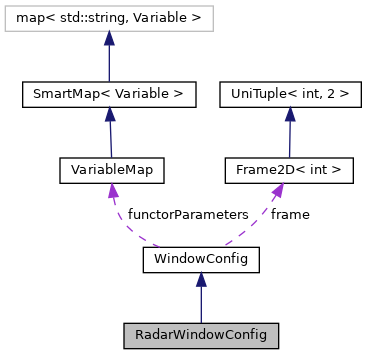 map< std::string, Variable >
SmartMap< Variable >
UniTuple< int, 2 >
VariableMap
Frame2D< int >
functorParameters
frame
WindowConfig
RadarWindowConfig